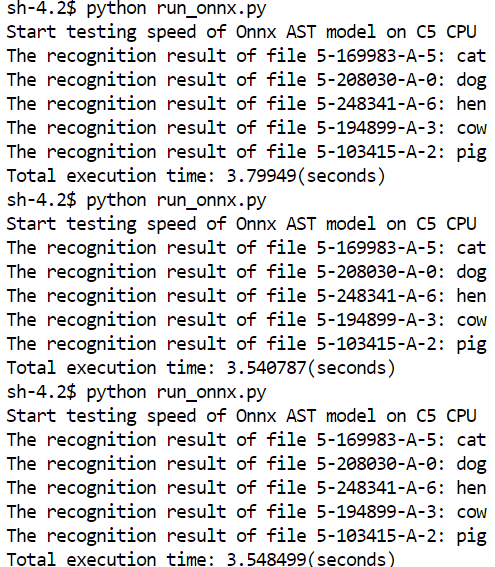 sh-4.2$ python run_onnx.py
Start testing speed of Onnx AST model on C5 CPU
The recognition result of file 5-169983-A-5: cat
The recognition result of file 5-208030-A-0: dog
The recognition result of file 5-248341-A-6: hen
The recognition result of file 5-194899-A-3: cow
The recognition result of file 5-103415-A-2: pig
Total execution time: 3.79949(seconds)
sh-4.2$ python run_onnx.py
Start testing speed of Onnx AST model on C5 CPU
The recognition result of file 5-169983-A-5: cat
The recognition result of file 5-208030-A-0: dog
The recognition result of file 5-248341-A-6: hen
The recognition result of file 5-194899-A-3: cow
The recognition result of file 5-103415-A-2: pig
Total execution time: 3.540787(seconds)
sh-4.2$ python run_onnx.py
Start testing speed of Onnx AST model on C5 CPU
The recognition result of file 5-169983-A-5: cat
The recognition result of file 5-208030-A-0: dog
The recognition result of file 5-248341-A-6: hen
The recognition result of file 5-194899-A-3: cow
The recognition result of file 5-103415-A-2: pig
Total execution time: 3.548499(seconds)